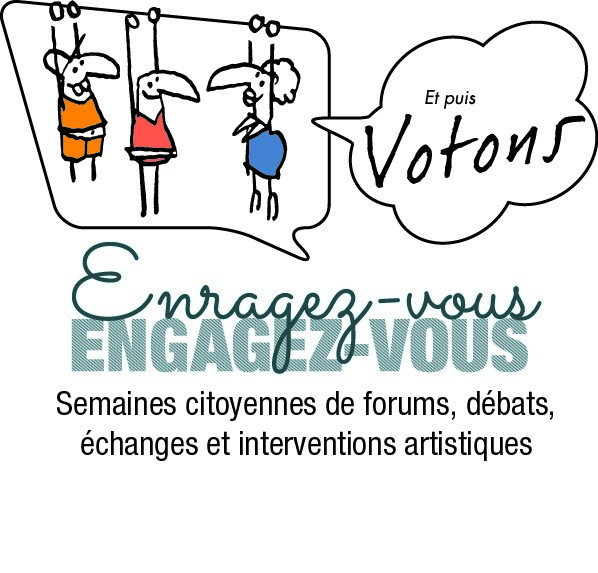 Et puis
Votons
Enragez-vous
ENGAGEZ-VOUS
Semaines citoyennes de forums, débats,
échanges et interventions artistiques